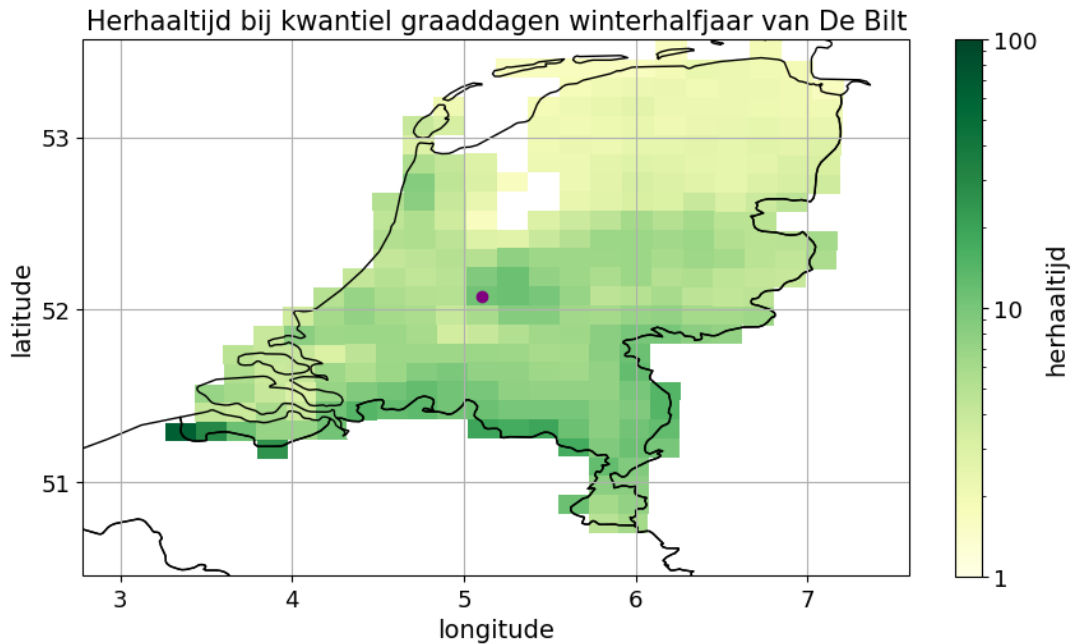 Herhaaltijd bij kwantiel graaddagen winterhalfjaar van De Bilt
100
10
1
herhaaltijd
53
52
51
latitude
3 4 5 6 7
longitude